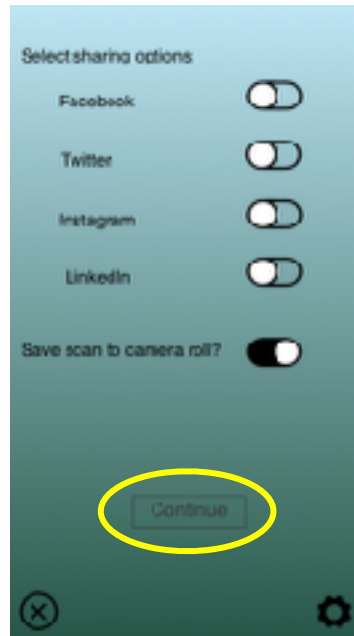 Select sharing options
Facebook
Twitter
Instagram
LinkedIn
Save scan to camera roll?
Continue